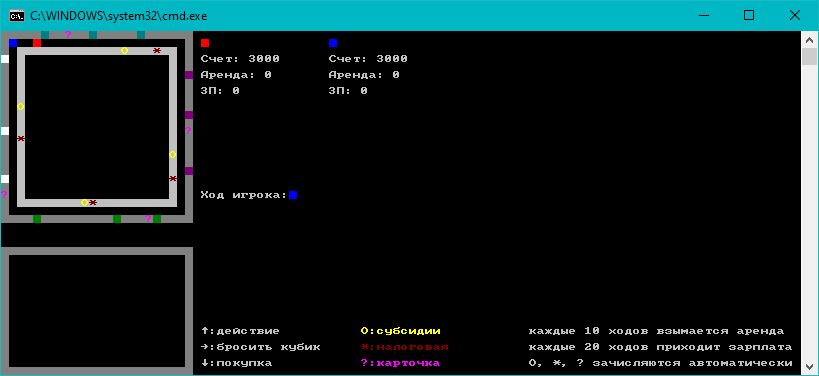 C:\WINDOWS\system32\cmd.exe
Счет: 3000 Счет: 3000
Аренда: 0 Аренда: 0
ЗП: 0 ЗП: 0
Ход игрока:
↑:действие O:субсидии каждые 10 ходов взымается аренда
→:бросить кубик *:налоговая каждые 20 ходов приходит зарплата
↓:покупка ?:карточка O, *, ? зачисляются автоматически